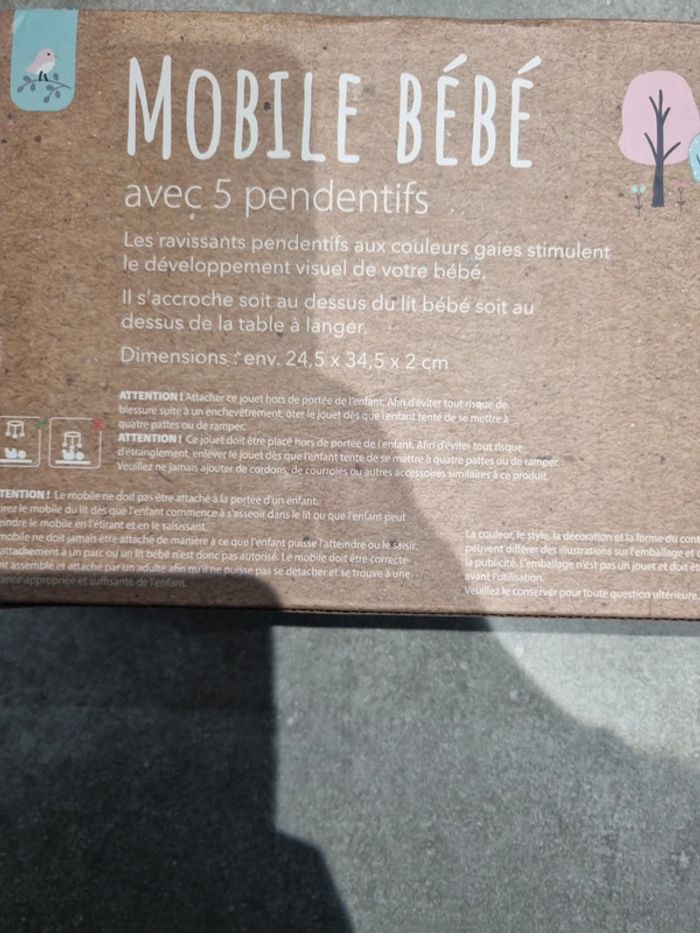 MOBILE BÉBÉ
avec 5 pendentifs
Les ravissants pendentifs aux couleurs gaies stimulent
le développement visuel de votre bébé.
Il s'accroche soit au dessus du lit bébé soit au
dessus de la table à langer.
Dimensions : env. 24,5 x 34,5 x 2 cm
ATTENTION ! Attacher ce jouet hors de portée de l'enfant. Afin d'éviter tout risque de
blessure suite à un enchevêtrement, ôter le jouet dès que l'enfant tente de se mettre à
quatre pattes ou de ramper.
ATTENTION ! Ce jouet doit être placé hors de portée de l'enfant. Afin d'éviter tout risque
d'étranglement, enlever le jouet dès que l'enfant tente de se mettre à quatre pattes ou de ramper.
Veuillez ne jamais ajouter de cordons, de courroies ou autres accessoires similaires à ce produit.
TENTION ! Le mobile ne doit pas être attaché à la portée d'un enfant.
irez le mobile du lit dès que l'enfant commence à s'asseoir dans le lit ou que l'enfant peut
eindre le mobile en l'étirant et en le saisissant.
mobile ne doit jamais être attaché de manière à ce que l'enfant puisse l'atteindre ou le saisir.
attachement à un parc ou un lit bébé n'est donc pas autorisé. Le mobile doit être correcte-
nt assemblé et attaché par un adulte afin qu'il ne puisse pas se détacher et se trouve à une
ance appropriée et suffisante de l'enfant.
La couleur, le style, la décoration et la forme du cont
peuvent différer des illustrations sur l'emballage et
la publicité. L'emballage n'est pas un jouet et doit êt
avant l'utilisation.
Veuillez le conserver pour toute question ultérieure.